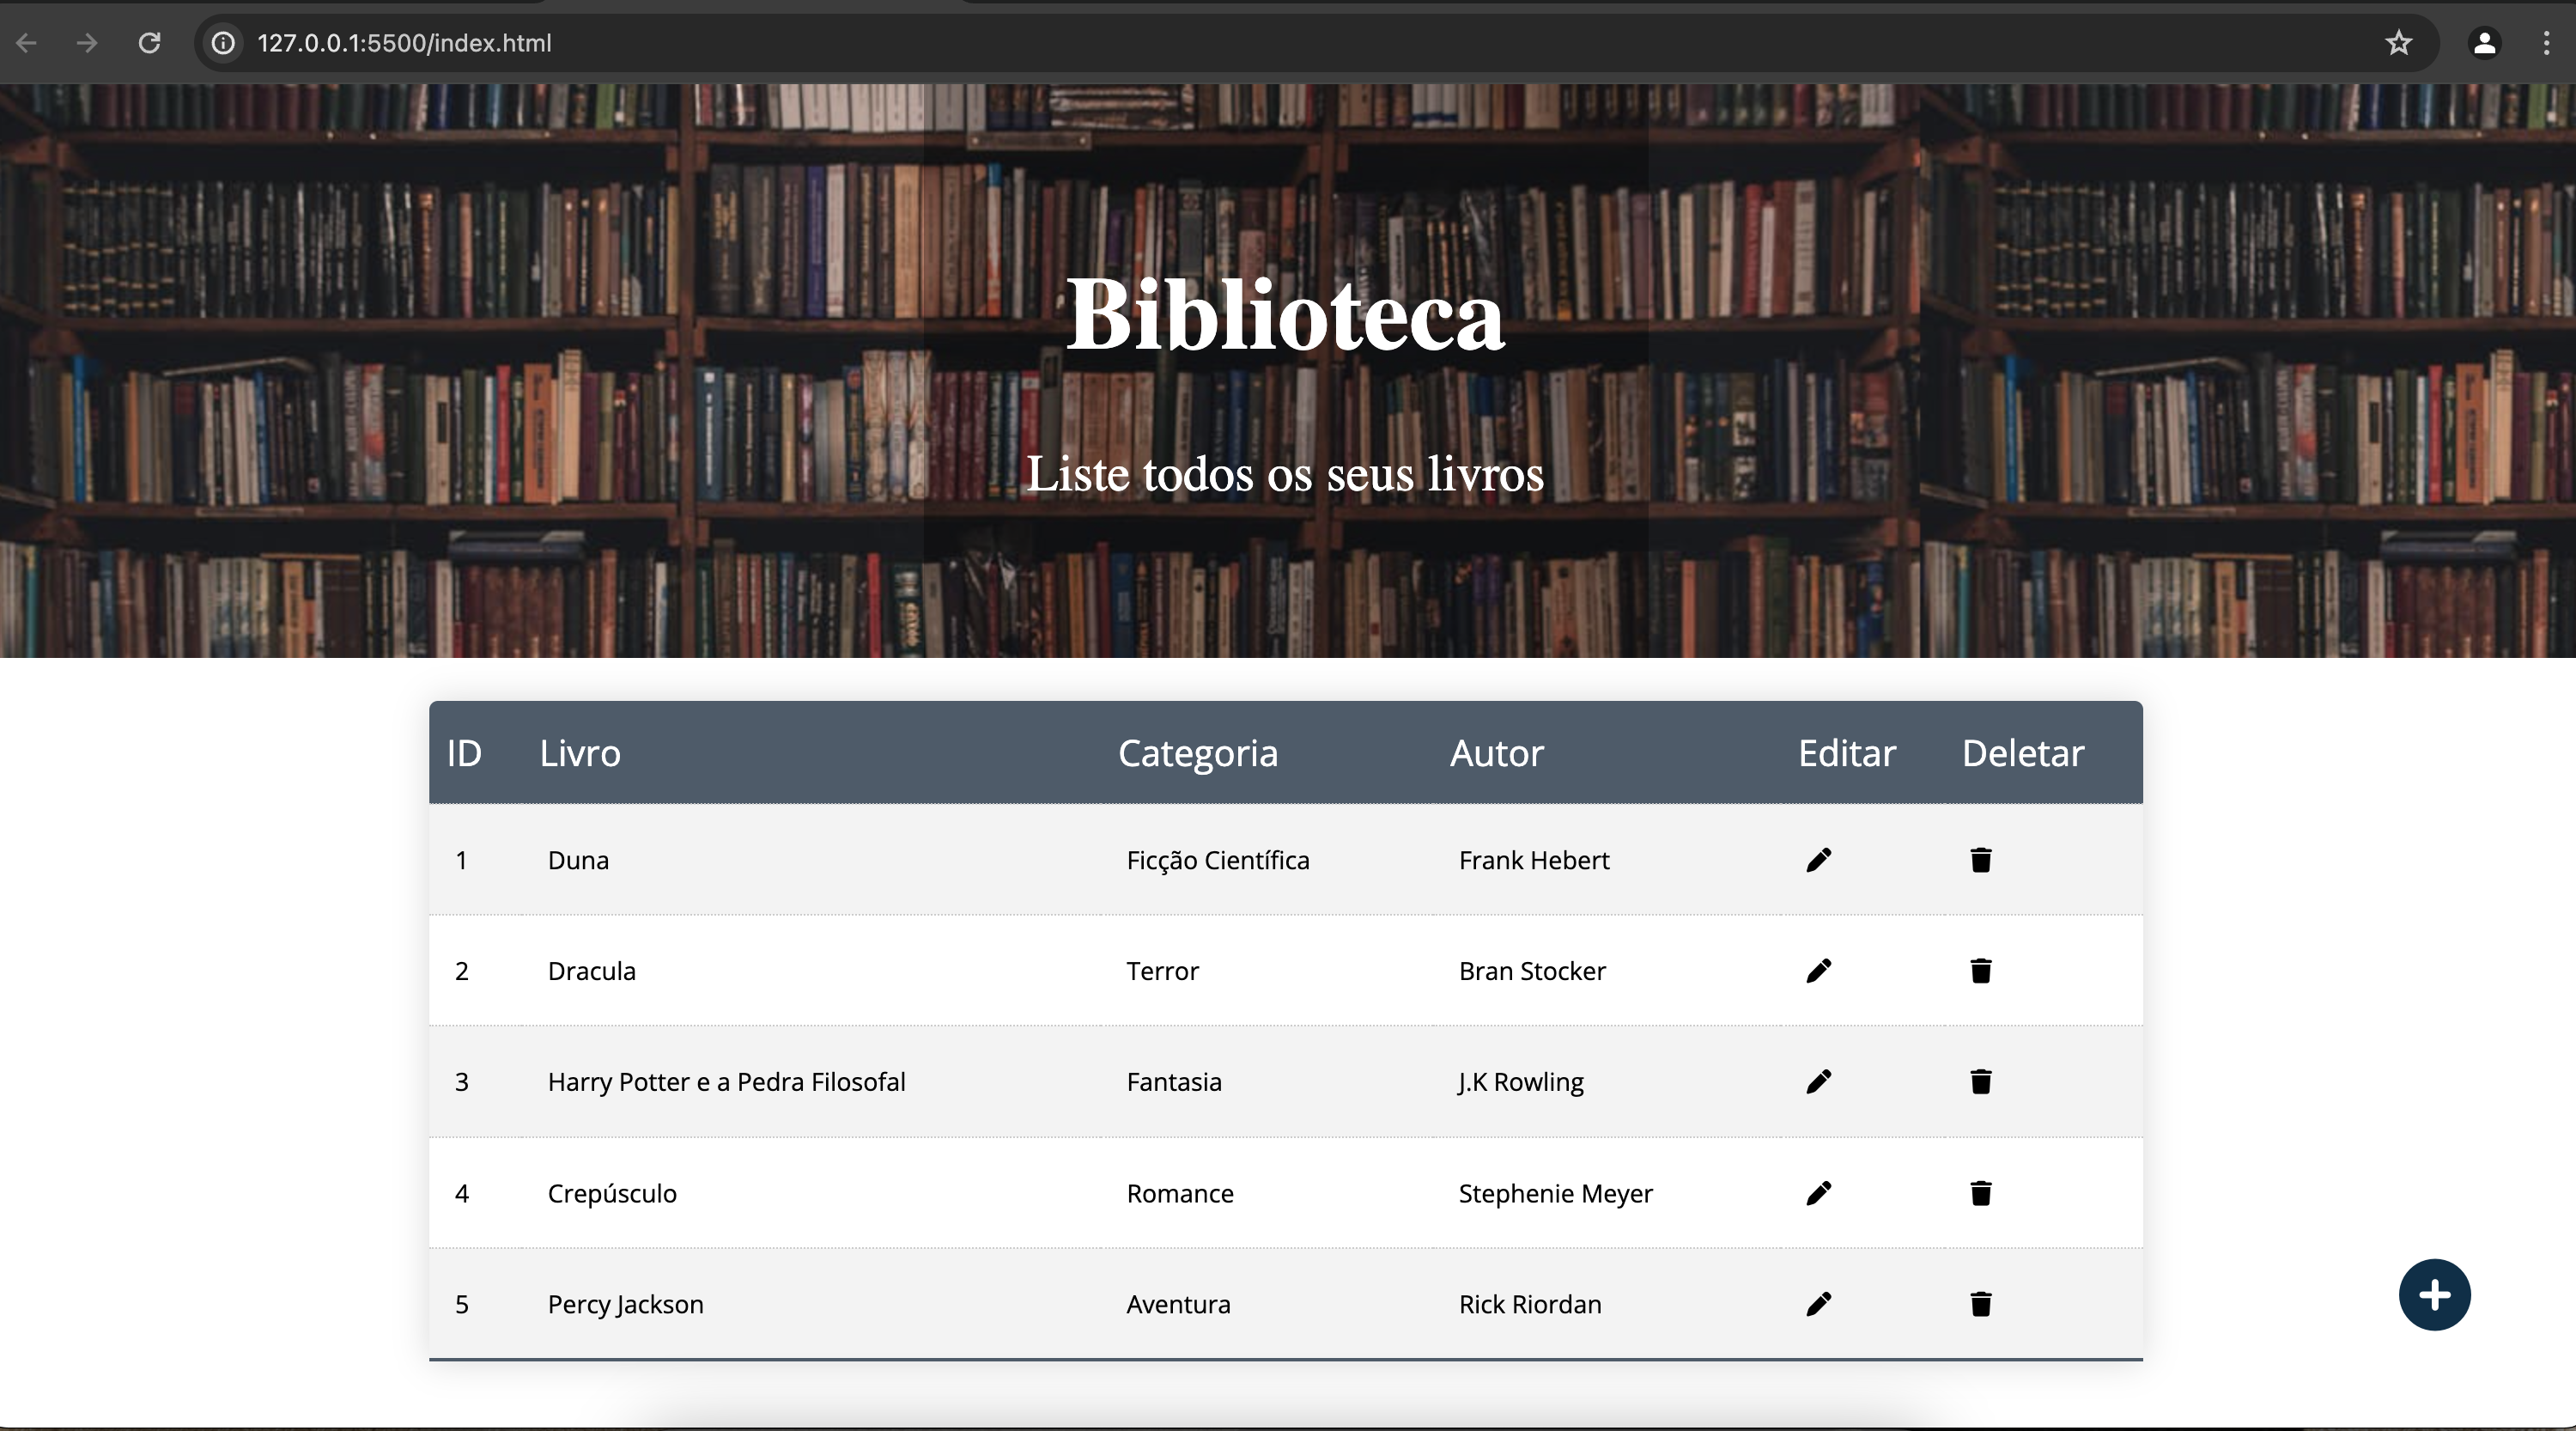 127.0.0.1:5500/index.html
Biblioteca
Liste todos os seus livros
ID Livro Categoria Autor Editar Deletar
1 Duna Ficção Científica Frank Hebert
2 Dracula Terror Bran Stocker
3 Harry Potter e a Pedra Filosofal Fantasia J.K Rowling
4 Crepúsculo Romance Stephenie Meyer
5 Percy Jackson Aventura Rick Riordan